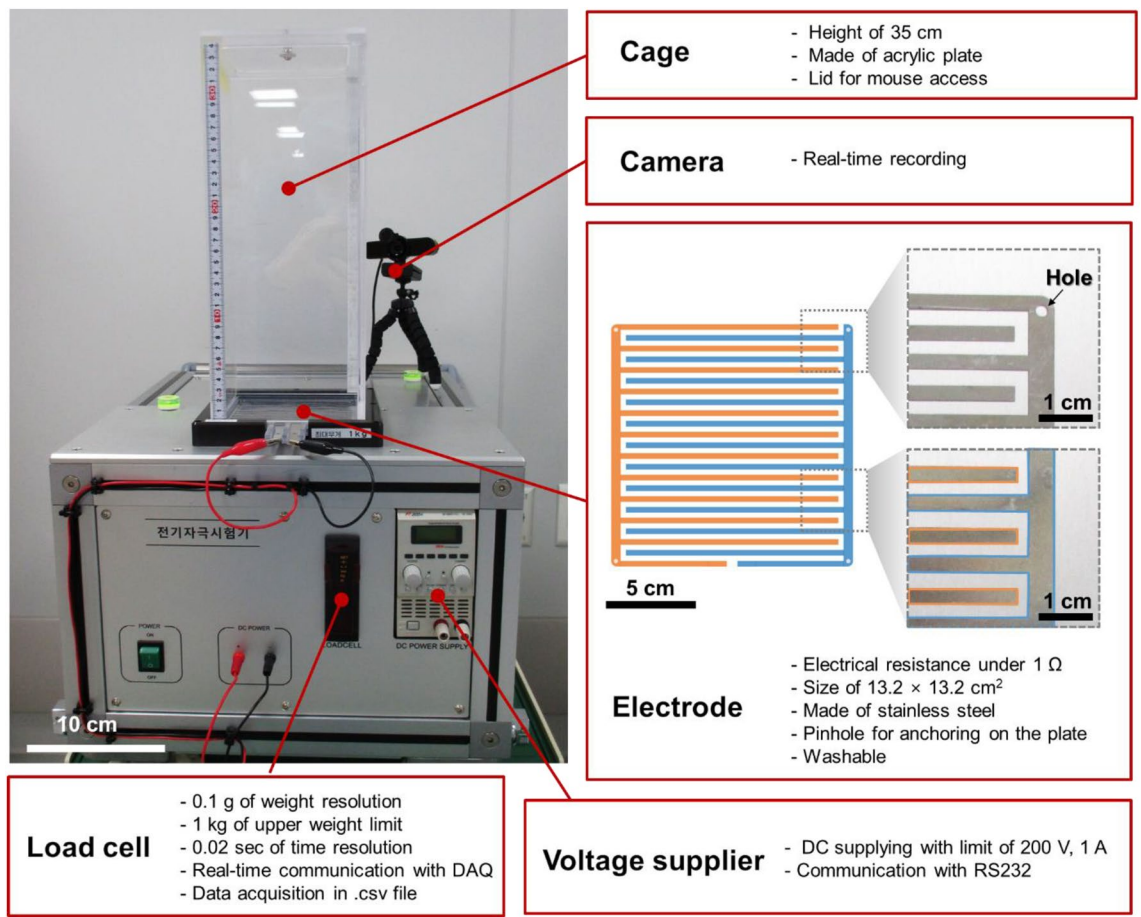 Cage
- Height of 35 cm
- Made of acrylic plate
- Lid for mouse access
Camera
- Real-time recording
Hole
1 cm
5 cm
1 cm
Electrode
- Electrical resistance under 1 Ω
- Size of 13.2 × 13.2 cm²
- Made of stainless steel
- Pinhole for anchoring on the plate
- Washable
최대무게 1kg
전기자극시험기
POWER
ON
OFF
DC POWER
LOADCELL
DC POWER SUPPLY
10 cm
Load cell
- 0.1 g of weight resolution
- 1 kg of upper weight limit
- 0.02 sec of time resolution
- Real-time communication with DAQ
- Data acquisition in .csv file
Voltage supplier
- DC supplying with limit of 200 V, 1 A
- Communication with RS232